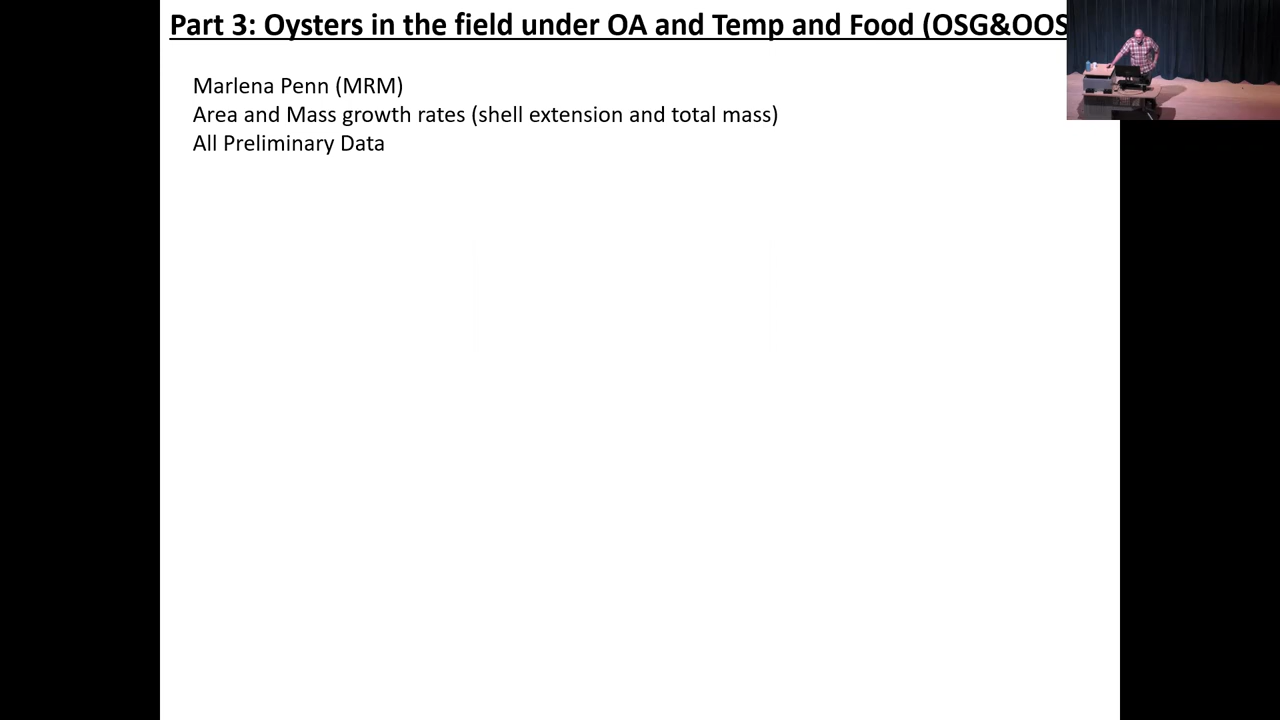 Part 3: Oysters in the field under OA and Temp and Food (OSG&OOS
Marlena Penn (MRM)
Area and Mass growth rates (shell extension and total mass)
All Preliminary Data